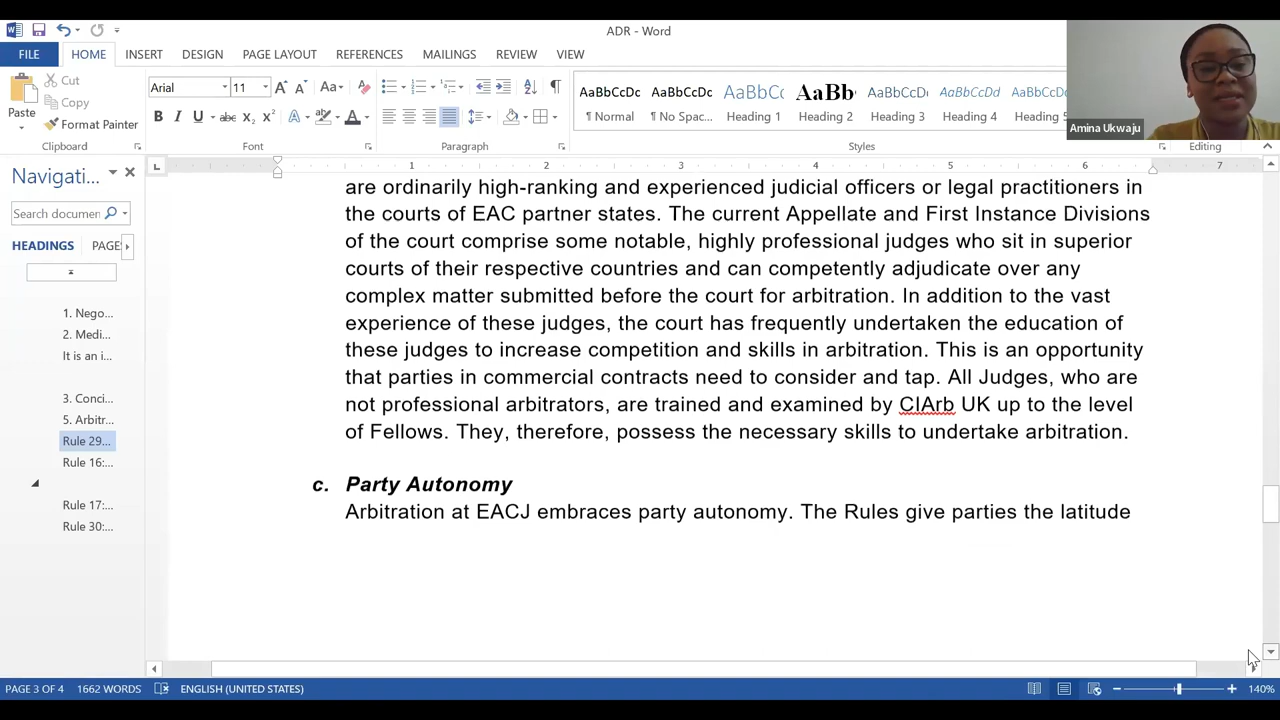 ADR - Word
FILE HOME INSERT DESIGN PAGE LAYOUT REFERENCES MAILINGS REVIEW VIEW
Amina Ukwaju
Paste
Cut
Copy
Format Painter
Clipboard
Arial 11
Font
Paragraph
AaBbCcDc AaBbCcDc AaBbCc AaBb AaBbCcDc AaBbCcDd AaBbCcD
¶ Normal ¶ No Spac... Heading 1 Heading 2 Heading 3 Heading 4 Heading
Styles
Editing
1 2 3 4 5 6 7
Navigati...
Search documen
HEADINGS PAGE
1. Nego...
2. Medi...
It is an i...
3. Conci...
5. Arbitr...
Rule 29...
Rule 16:...
Rule 17:...
Rule 30:...
are ordinarily high-ranking and experienced judicial officers or legal practitioners in
the courts of EAC partner states. The current Appellate and First Instance Divisions
of the court comprise some notable, highly professional judges who sit in superior
courts of their respective countries and can competently adjudicate over any
complex matter submitted before the court for arbitration. In addition to the vast
experience of these judges, the court has frequently undertaken the education of
these judges to increase competition and skills in arbitration. This is an opportunity
that parties in commercial contracts need to consider and tap. All Judges, who are
not professional arbitrators, are trained and examined by CIArb UK up to the level
of Fellows. They, therefore, possess the necessary skills to undertake arbitration.
c. Party Autonomy
Arbitration at EACJ embraces party autonomy. The Rules give parties the latitude
PAGE 3 OF 4 1662 WORDS ENGLISH (UNITED STATES) 140%